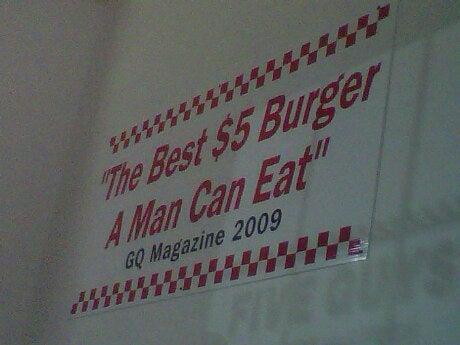 "The Best $5 Burger
A Man Can Eat"
GQ Magazine 2009